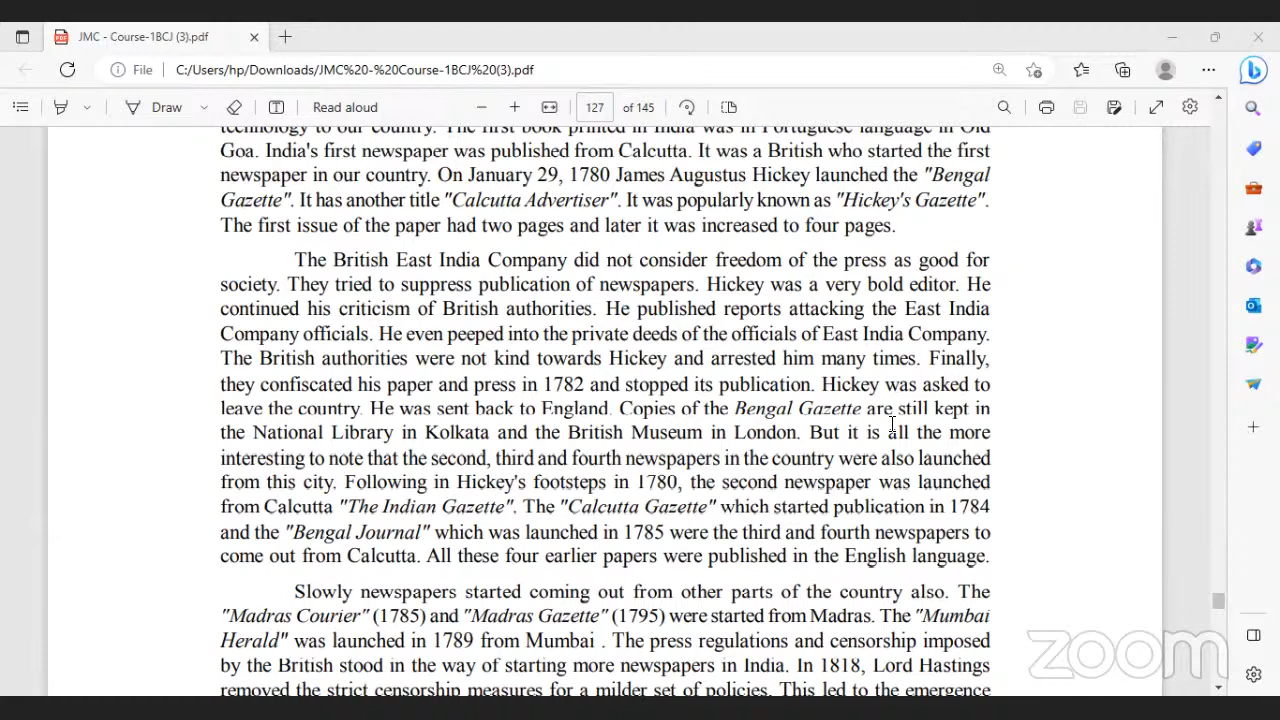 JMC - Course-1BCJ (3).pdf
File C:/Users/hp/Downloads/JMC%20-%20Course-1BCJ%20(3).pdf
Draw Read aloud 127 of 145
technology to our country. The first book printed in India was in Portuguese language in Old
Goa. India's first newspaper was published from Calcutta. It was a British who started the first
newspaper in our country. On January 29, 1780 James Augustus Hickey launched the "Bengal
Gazette". It has another title "Calcutta Advertiser". It was popularly known as "Hickey's Gazette".
The first issue of the paper had two pages and later it was increased to four pages.
The British East India Company did not consider freedom of the press as good for
society. They tried to suppress publication of newspapers. Hickey was a very bold editor. He
continued his criticism of British authorities. He published reports attacking the East India
Company officials. He even peeped into the private deeds of the officials of East India Company.
The British authorities were not kind towards Hickey and arrested him many times. Finally,
they confiscated his paper and press in 1782 and stopped its publication. Hickey was asked to
leave the country. He was sent back to England. Copies of the Bengal Gazette are still kept in
the National Library in Kolkata and the British Museum in London. But it is all the more
interesting to note that the second, third and fourth newspapers in the country were also launched
from this city. Following in Hickey's footsteps in 1780, the second newspaper was launched
from Calcutta "The Indian Gazette". The "Calcutta Gazette" which started publication in 1784
and the "Bengal Journal" which was launched in 1785 were the third and fourth newspapers to
come out from Calcutta. All these four earlier papers were published in the English language.
Slowly newspapers started coming out from other parts of the country also. The
"Madras Courier" (1785) and "Madras Gazette" (1795) were started from Madras. The "Mumbai
Herald" was launched in 1789 from Mumbai . The press regulations and censorship imposed
by the British stood in the way of starting more newspapers in India. In 1818, Lord Hastings
removed the strict censorship measures for a milder set of policies. This led to the emergence
zoom